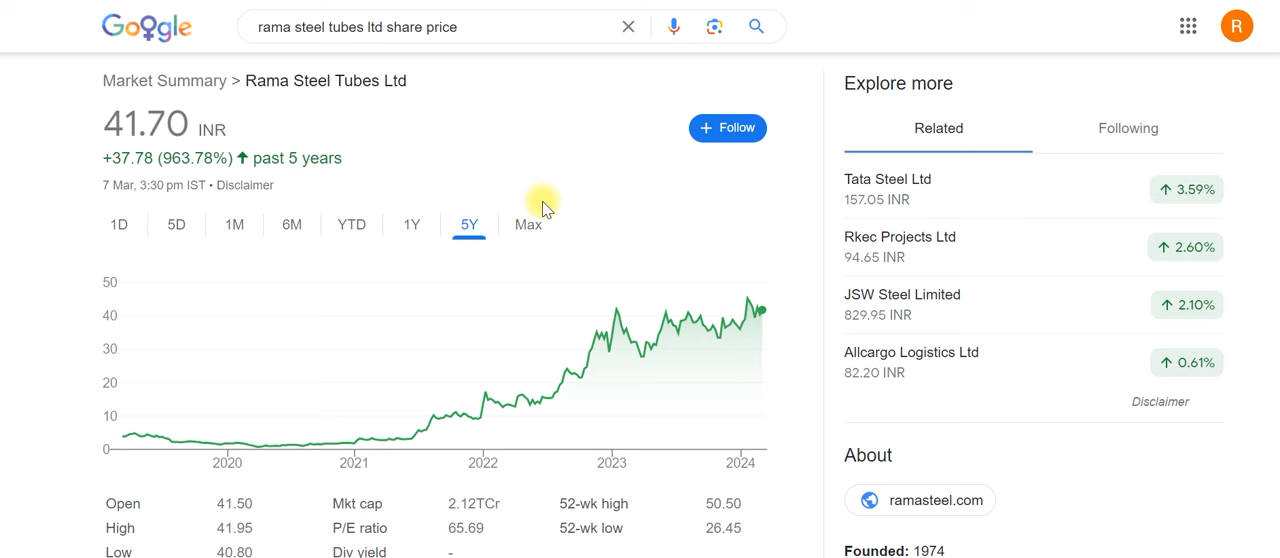 Google
rama steel tubes ltd share price
R
Market Summary > Rama Steel Tubes Ltd
41.70 INR
+ Follow
+37.78 (963.78%) ↑ past 5 years
7 Mar, 3:30 pm IST • Disclaimer
1D 5D 1M 6M YTD 1Y 5Y Max
50
40
30
20
10
0
2020 2021 2022 2023 2024
Open 41.50 Mkt cap 2.12TCr 52-wk high 50.50
High 41.95 P/E ratio 65.69 52-wk low 26.45
Low 40.80 Div yield -
Explore more
Related Following
Tata Steel Ltd
157.05 INR ↑ 3.59%
Rkec Projects Ltd
94.65 INR ↑ 2.60%
JSW Steel Limited
829.95 INR ↑ 2.10%
Allcargo Logistics Ltd
82.20 INR ↑ 0.61%
Disclaimer
About
ramasteel.com
Founded: 1974